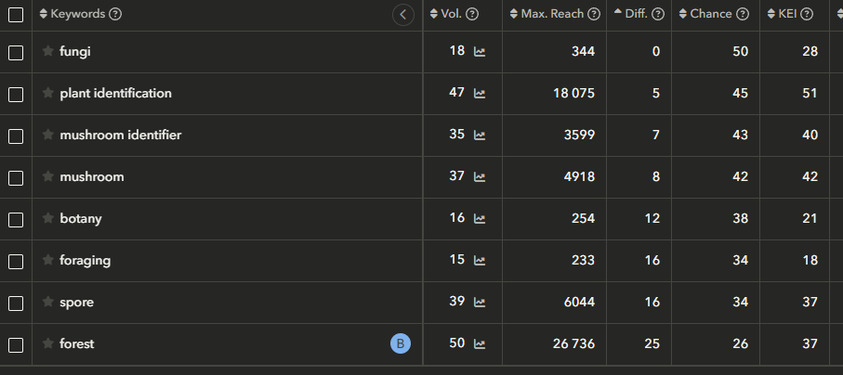 Keywords Vol. Max. Reach Diff. Chance KEI
fungi 18 344 0 50 28
plant identification 47 18 075 5 45 51
mushroom identifier 35 3599 7 43 40
mushroom 37 4918 8 42 42
botany 16 254 12 38 21
foraging 15 233 16 34 18
spore 39 6044 16 34 37
forest B 50 26 736 25 26 37